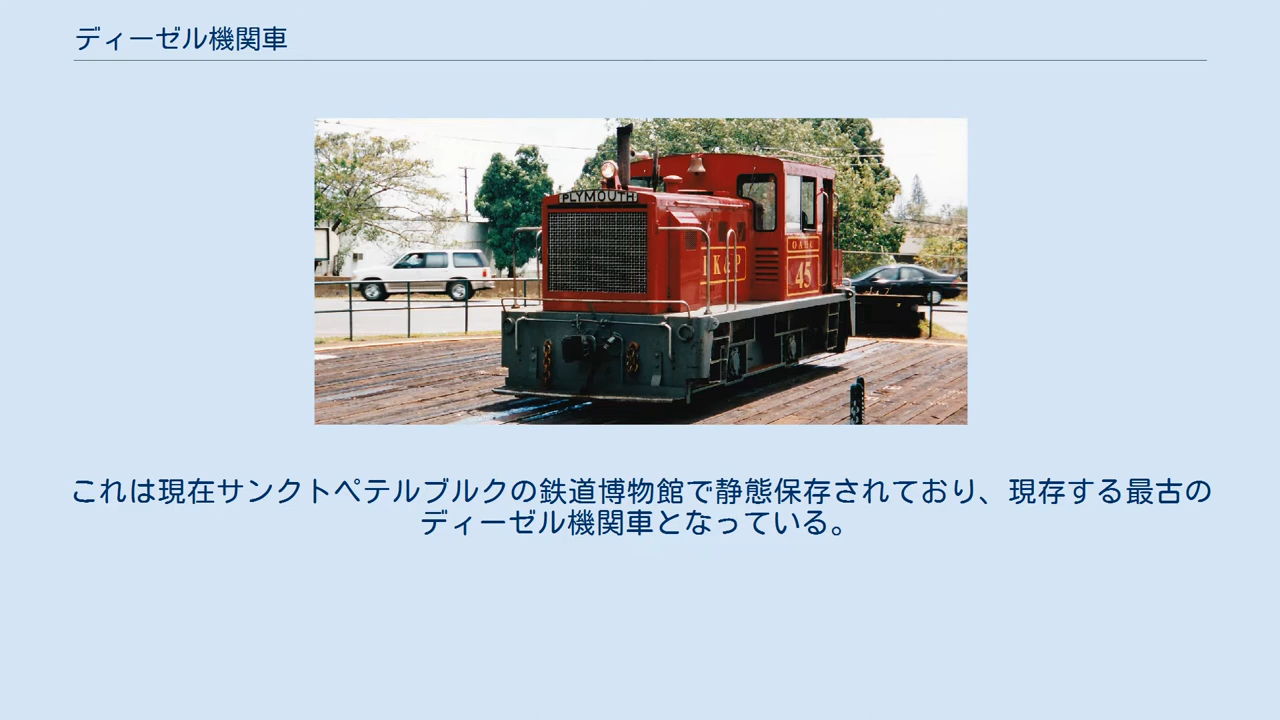 ディーゼル機関車
PLYMOUTH
45
これは現在サンクトペテルブルクの鉄道博物館で静態保存されており、現存する最古の
ディーゼル機関車となっている。